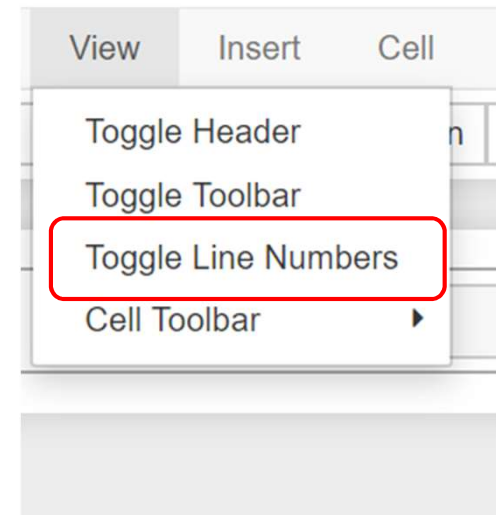 View Insert Cell
Toggle Header
n
Toggle Toolbar
Toggle Line Numbers
Cell Toolbar